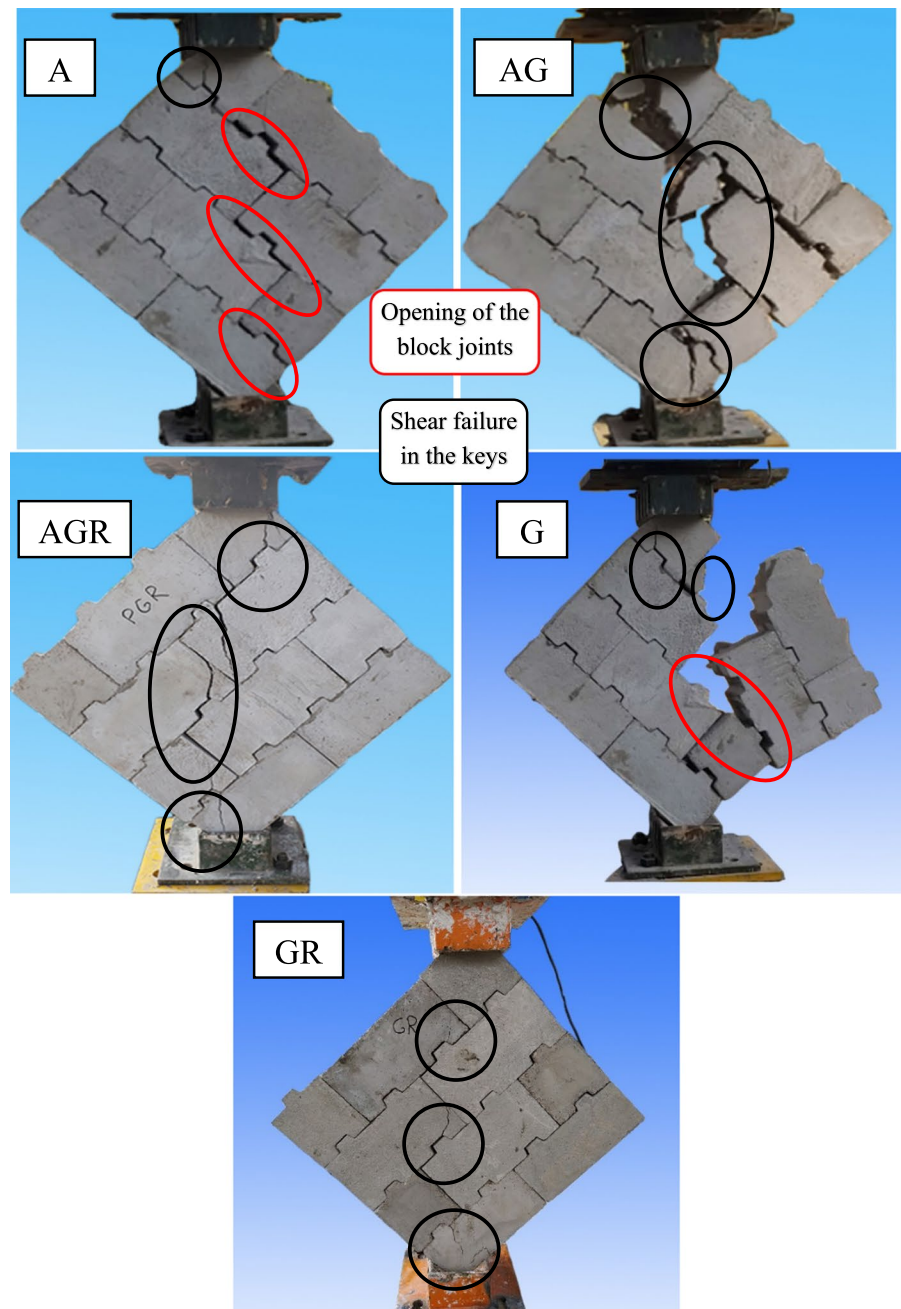 A
AG
Opening of the
block joints
Shear failure
in the keys
AGR
G
PGR
GR
GR